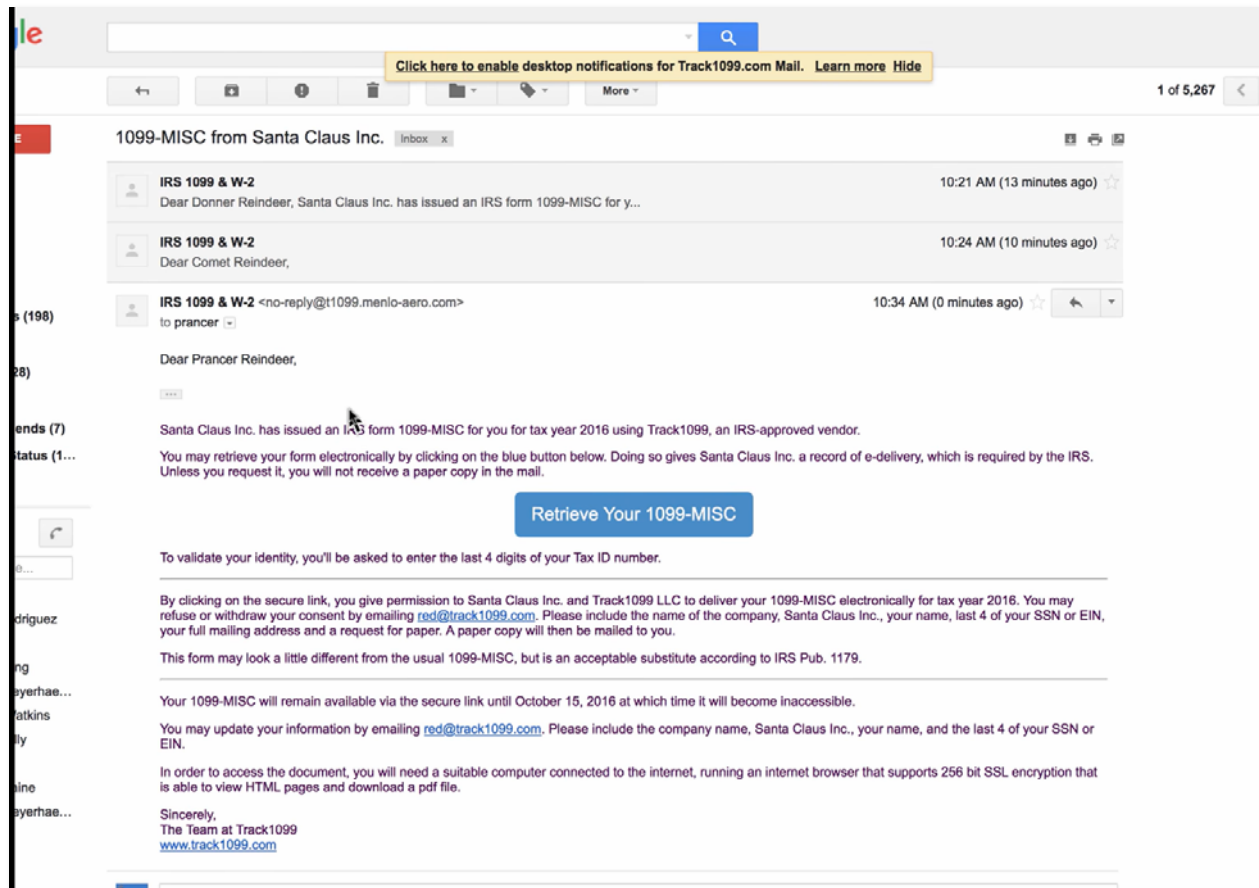 le
Click here to enable desktop notifications for Track1099.com Mail. Learn more Hide
More
1 of 5,267
E
1099-MISC from Santa Claus Inc. Inbox x
IRS 1099 & W-2 10:21 AM (13 minutes ago)
Dear Donner Reindeer, Santa Claus Inc. has issued an IRS form 1099-MISC for y...
IRS 1099 & W-2 10:24 AM (10 minutes ago)
Dear Comet Reindeer,
IRS 1099 & W-2 <no-reply@t1099.menlo-aero.com> 10:34 AM (0 minutes ago)
s (198)
to prancer
Dear Prancer Reindeer,
28)
...
ends (7)
Santa Claus Inc. has issued an IRS form 1099-MISC for you for tax year 2016 using Track1099, an IRS-approved vendor.
tatus (1...
You may retrieve your form electronically by clicking on the blue button below. Doing so gives Santa Claus Inc. a record of e-delivery, which is required by the IRS.
Unless you request it, you will not receive a paper copy in the mail.
Retrieve Your 1099-MISC
To validate your identity, you'll be asked to enter the last 4 digits of your Tax ID number.
e...
By clicking on the secure link, you give permission to Santa Claus Inc. and Track1099 LLC to deliver your 1099-MISC electronically for tax year 2016. You may
refuse or withdraw your consent by emailing red@track1099.com. Please include the name of the company, Santa Claus Inc., your name, last 4 of your SSN or EIN,
your full mailing address and a request for paper. A paper copy will then be mailed to you.
driguez
This form may look a little different from the usual 1099-MISC, but is an acceptable substitute according to IRS Pub. 1179.
ng
eyerhae...
Your 1099-MISC will remain available via the secure link until October 15, 2016 at which time it will become inaccessible.
atkins
You may update your information by emailing red@track1099.com. Please include the company name, Santa Claus Inc., your name, and the last 4 of your SSN or
EIN.
lly
In order to access the document, you will need a suitable computer connected to the internet, running an internet browser that supports 256 bit SSL encryption that
is able to view HTML pages and download a pdf file.
aine
eyerhae...
Sincerely,
The Team at Track1099
www.track1099.com